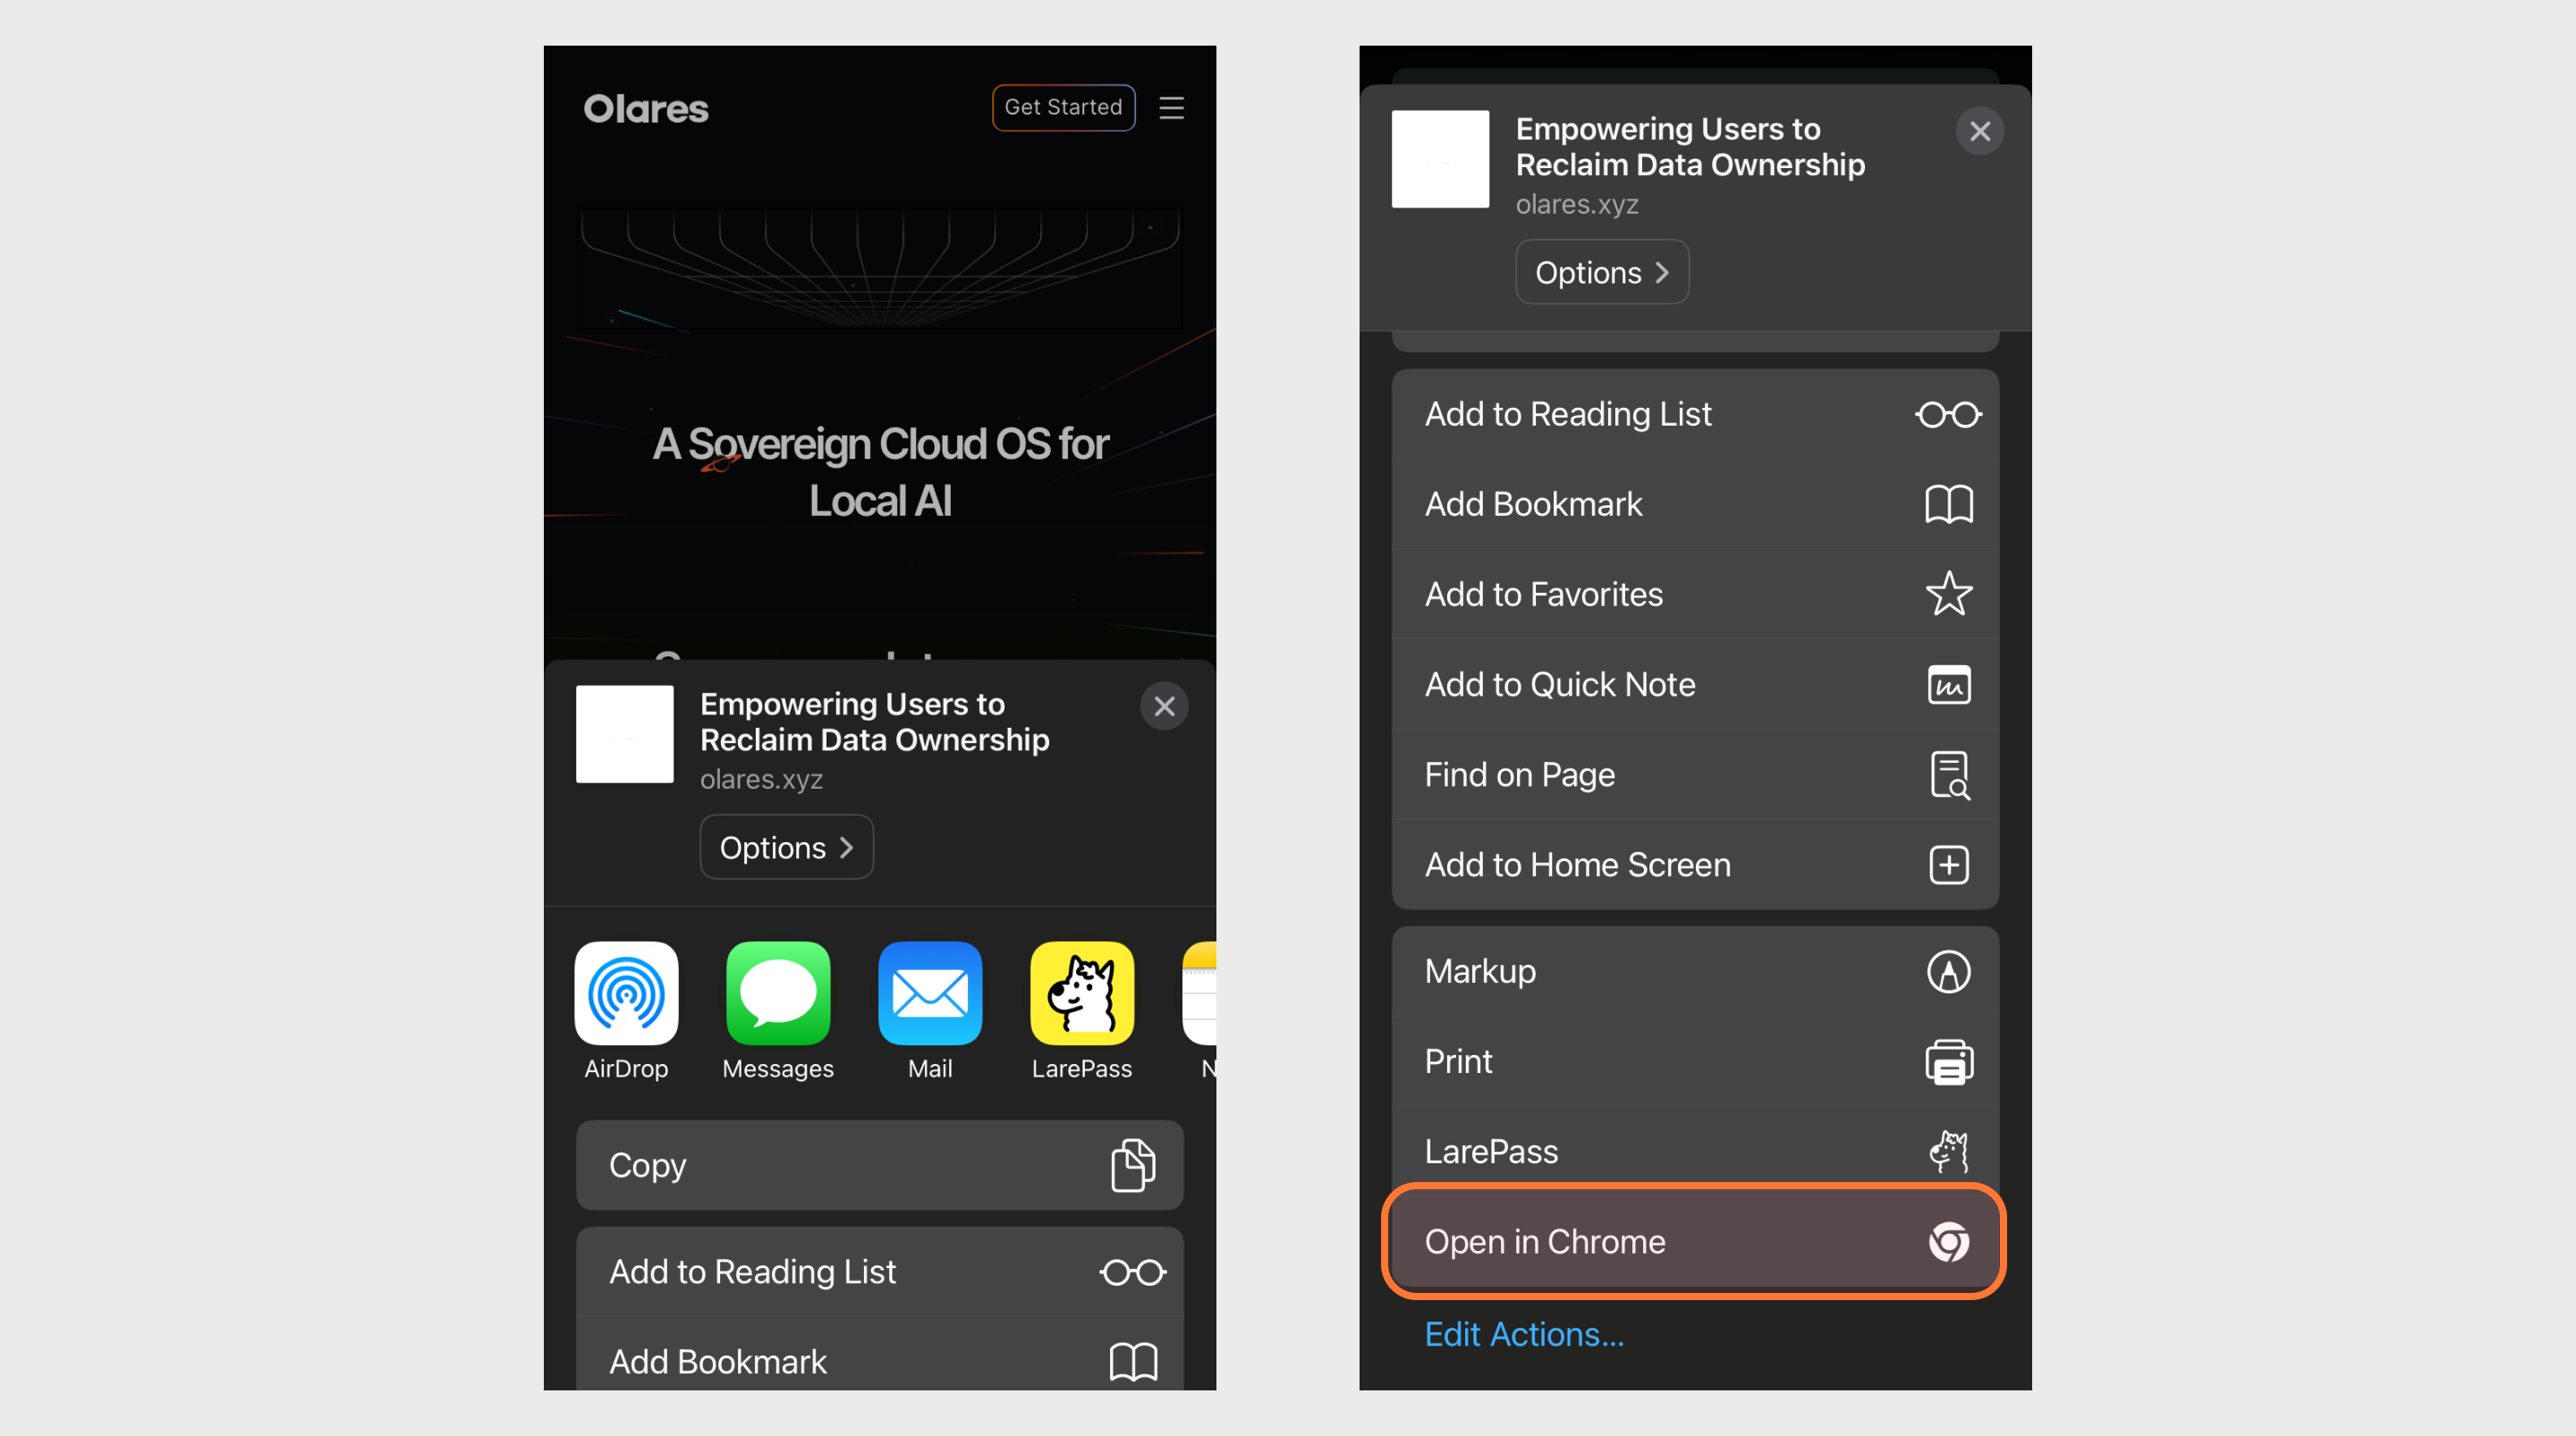 Olares
Get Started
A Sovereign Cloud OS for
Local AI
Empowering Users to
Reclaim Data Ownership
olares.xyz
Options
AirDrop
Messages
Mail
LarePass
N
Copy
Add to Reading List
Add Bookmark
Empowering Users to
Reclaim Data Ownership
olares.xyz
Options
Add to Reading List
Add Bookmark
Add to Favorites
Add to Quick Note
Find on Page
Add to Home Screen
Markup
Print
LarePass
Open in Chrome
Edit Actions...